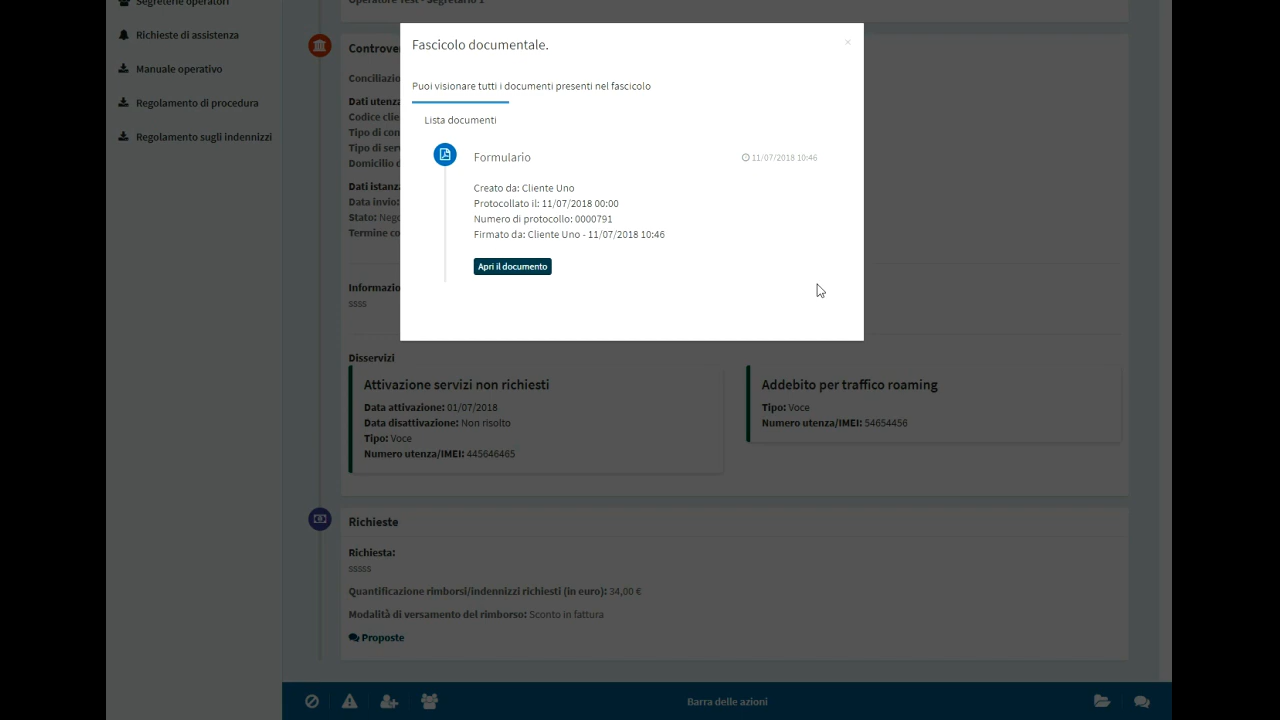 Segreterie operatori
Richieste di assistenza
Manuale operativo
Regolamento di procedura
Regolamento sugli indennizzi
Operatore Test - Segretario 1
Controver
Conciliazio
Dati utenza
Codice clie
Tipo di con
Tipo di ser
Domicilio d
Dati istanz
Data invio:
Stato: Nego
Termine co
Informazio
ssss
Fascicolo documentale.
×
Puoi visionare tutti i documenti presenti nel fascicolo
Lista documenti
Formulario
11/07/2018 10:46
Creato da: Cliente Uno
Protocollato il: 11/07/2018 00:00
Numero di protocollo: 0000791
Firmato da: Cliente Uno - 11/07/2018 10:46
Apri il documento
Disservizi
Attivazione servizi non richiesti
Data attivazione: 01/07/2018
Data disattivazione: Non risolto
Tipo: Voce
Numero utenza/IMEI: 445646465
Addebito per traffico roaming
Tipo: Voce
Numero utenza/IMEI: 54654456
Richieste
Richiesta:
sssss
Quantificazione rimborsi/indennizzi richiesti (in euro): 34,00 €
Modalità di versamento del rimborso: Sconto in fattura
Proposte
Barra delle azioni